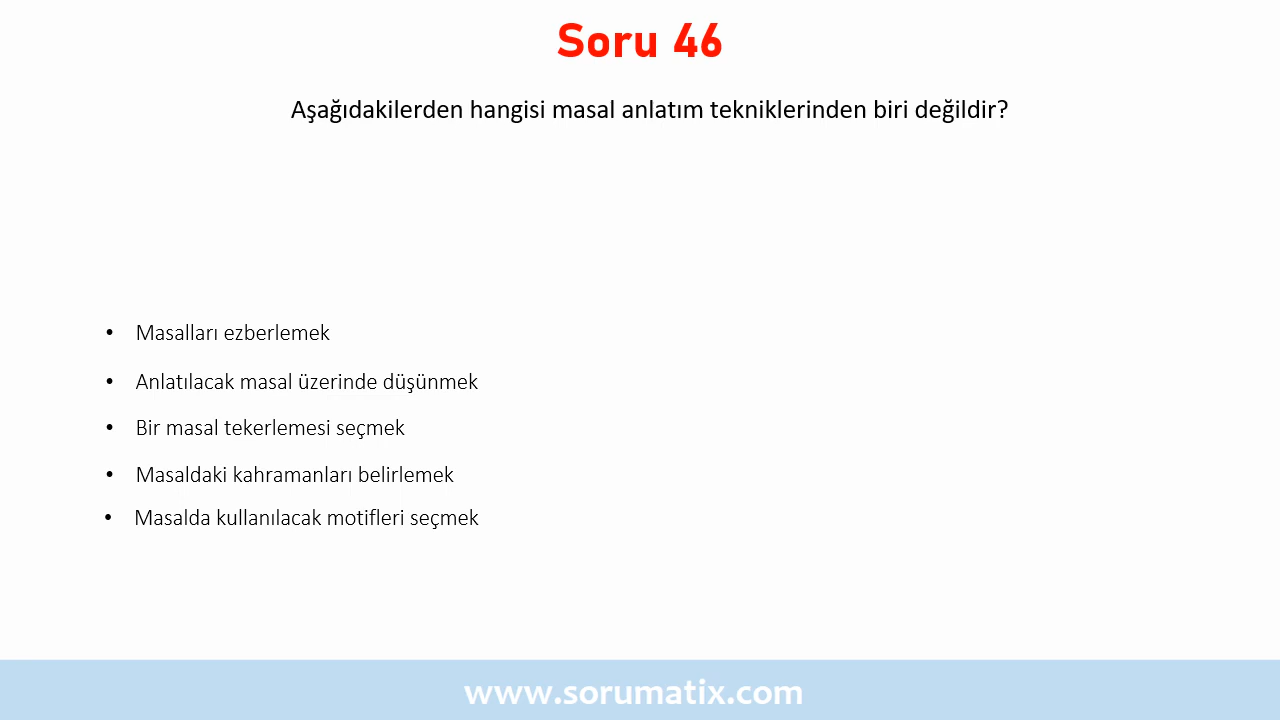 Soru 46
Aşağıdakilerden hangisi masal anlatım tekniklerinden biri değildir?
• Masalları ezberlemek
• Anlatılacak masal üzerinde düşünmek
• Bir masal tekerlemesi seçmek
• Masaldaki kahramanları belirlemek
• Masalda kullanılacak motifleri seçmek
www.sorumatix.com